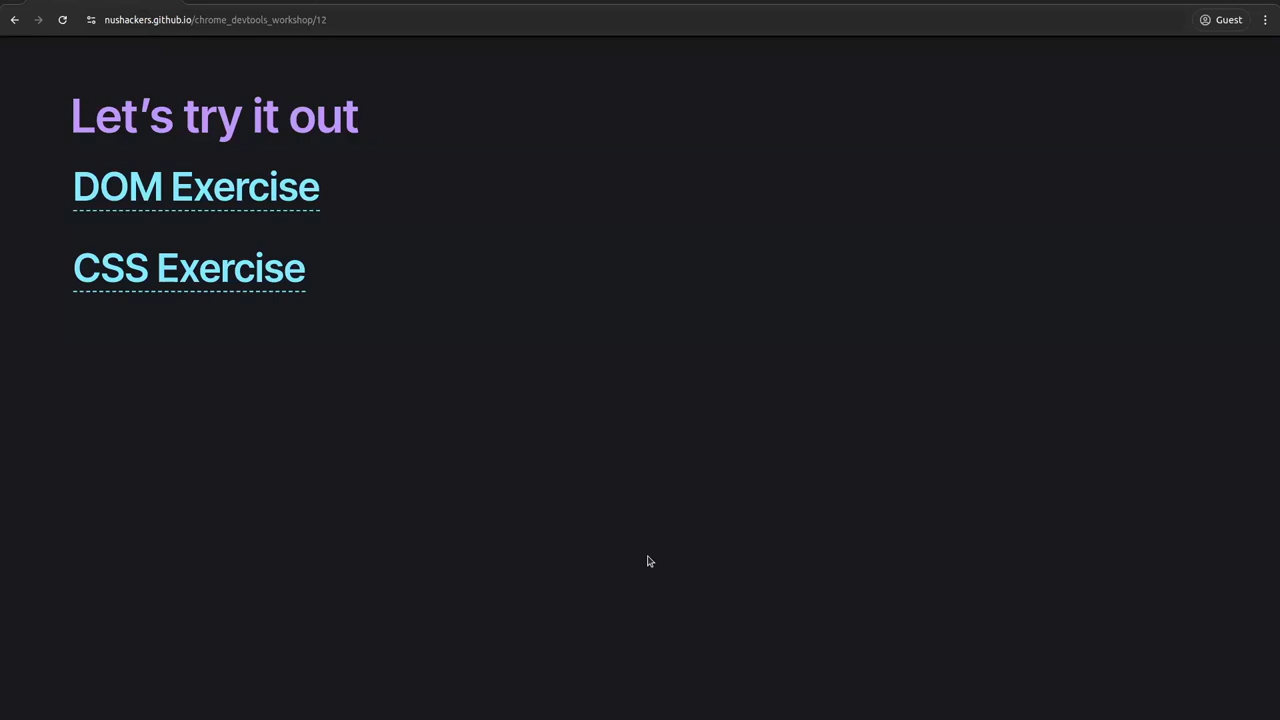 nushackers.github.io/chrome_devtools_workshop/12
Guest
Let’s try it out
DOM Exercise
CSS Exercise